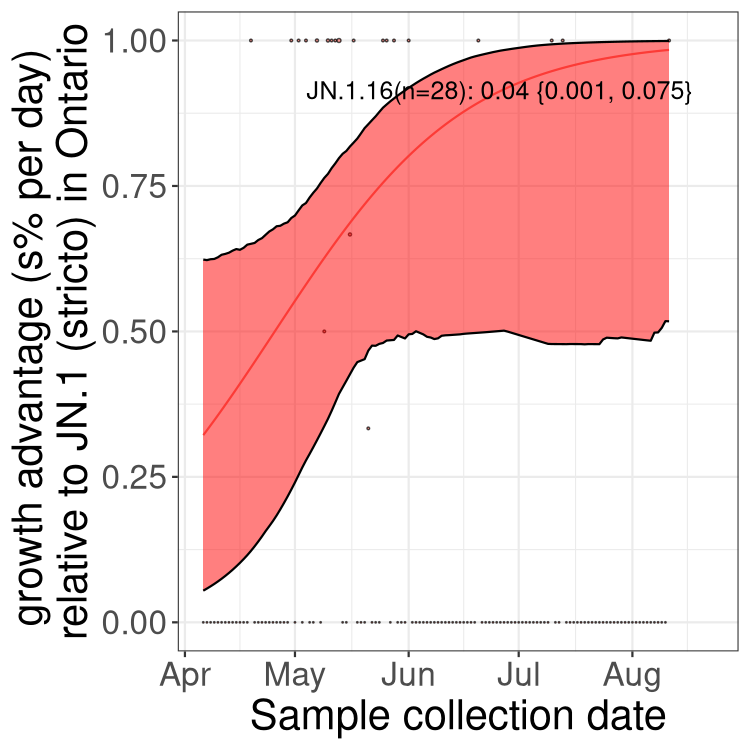 growth advantage (s% per day)
relative to JN.1 (stricto) in Ontario
1.00
0.75
0.50
0.25
0.00
JN.1.16(n=28): 0.04 {0.001, 0.075}
Apr May Jun Jul Aug
Sample collection date